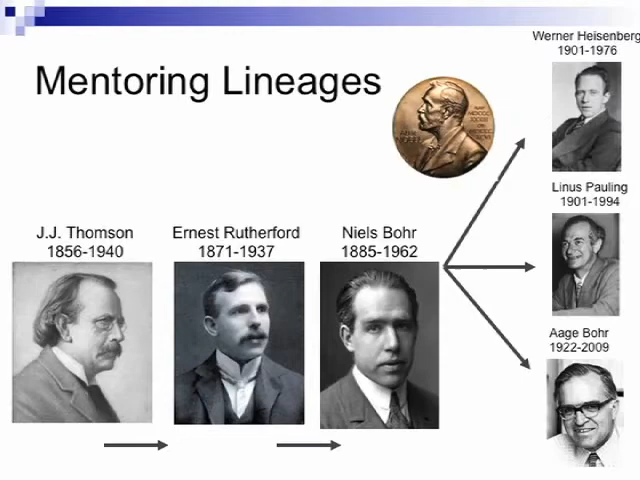 Mentoring Lineages
J.J. Thomson
1856-1940
Ernest Rutherford
1871-1937
Niels Bohr
1885-1962
Werner Heisenberg
1901-1976
Linus Pauling
1901-1994
Aage Bohr
1922-2009